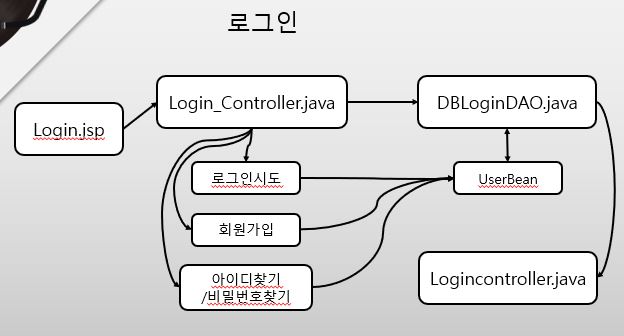 로그인
Login_Controller.java
DBLoginDAO.java
Login.jsp
로그인시도
UserBean
회원가입
아이디찾기
/비밀번호찾기
Logincontroller.java